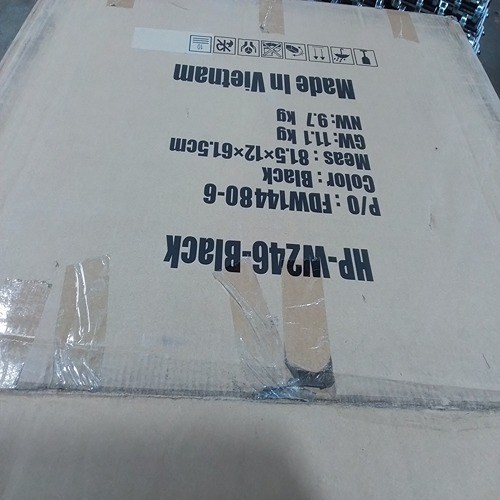 HP-W246-Black
P/O : FDW14480-6
Color : Black
Meas : 81.5×12×61.5cm
GW: 11.1 kg
NW: 9.7 kg
Made In Vietnam